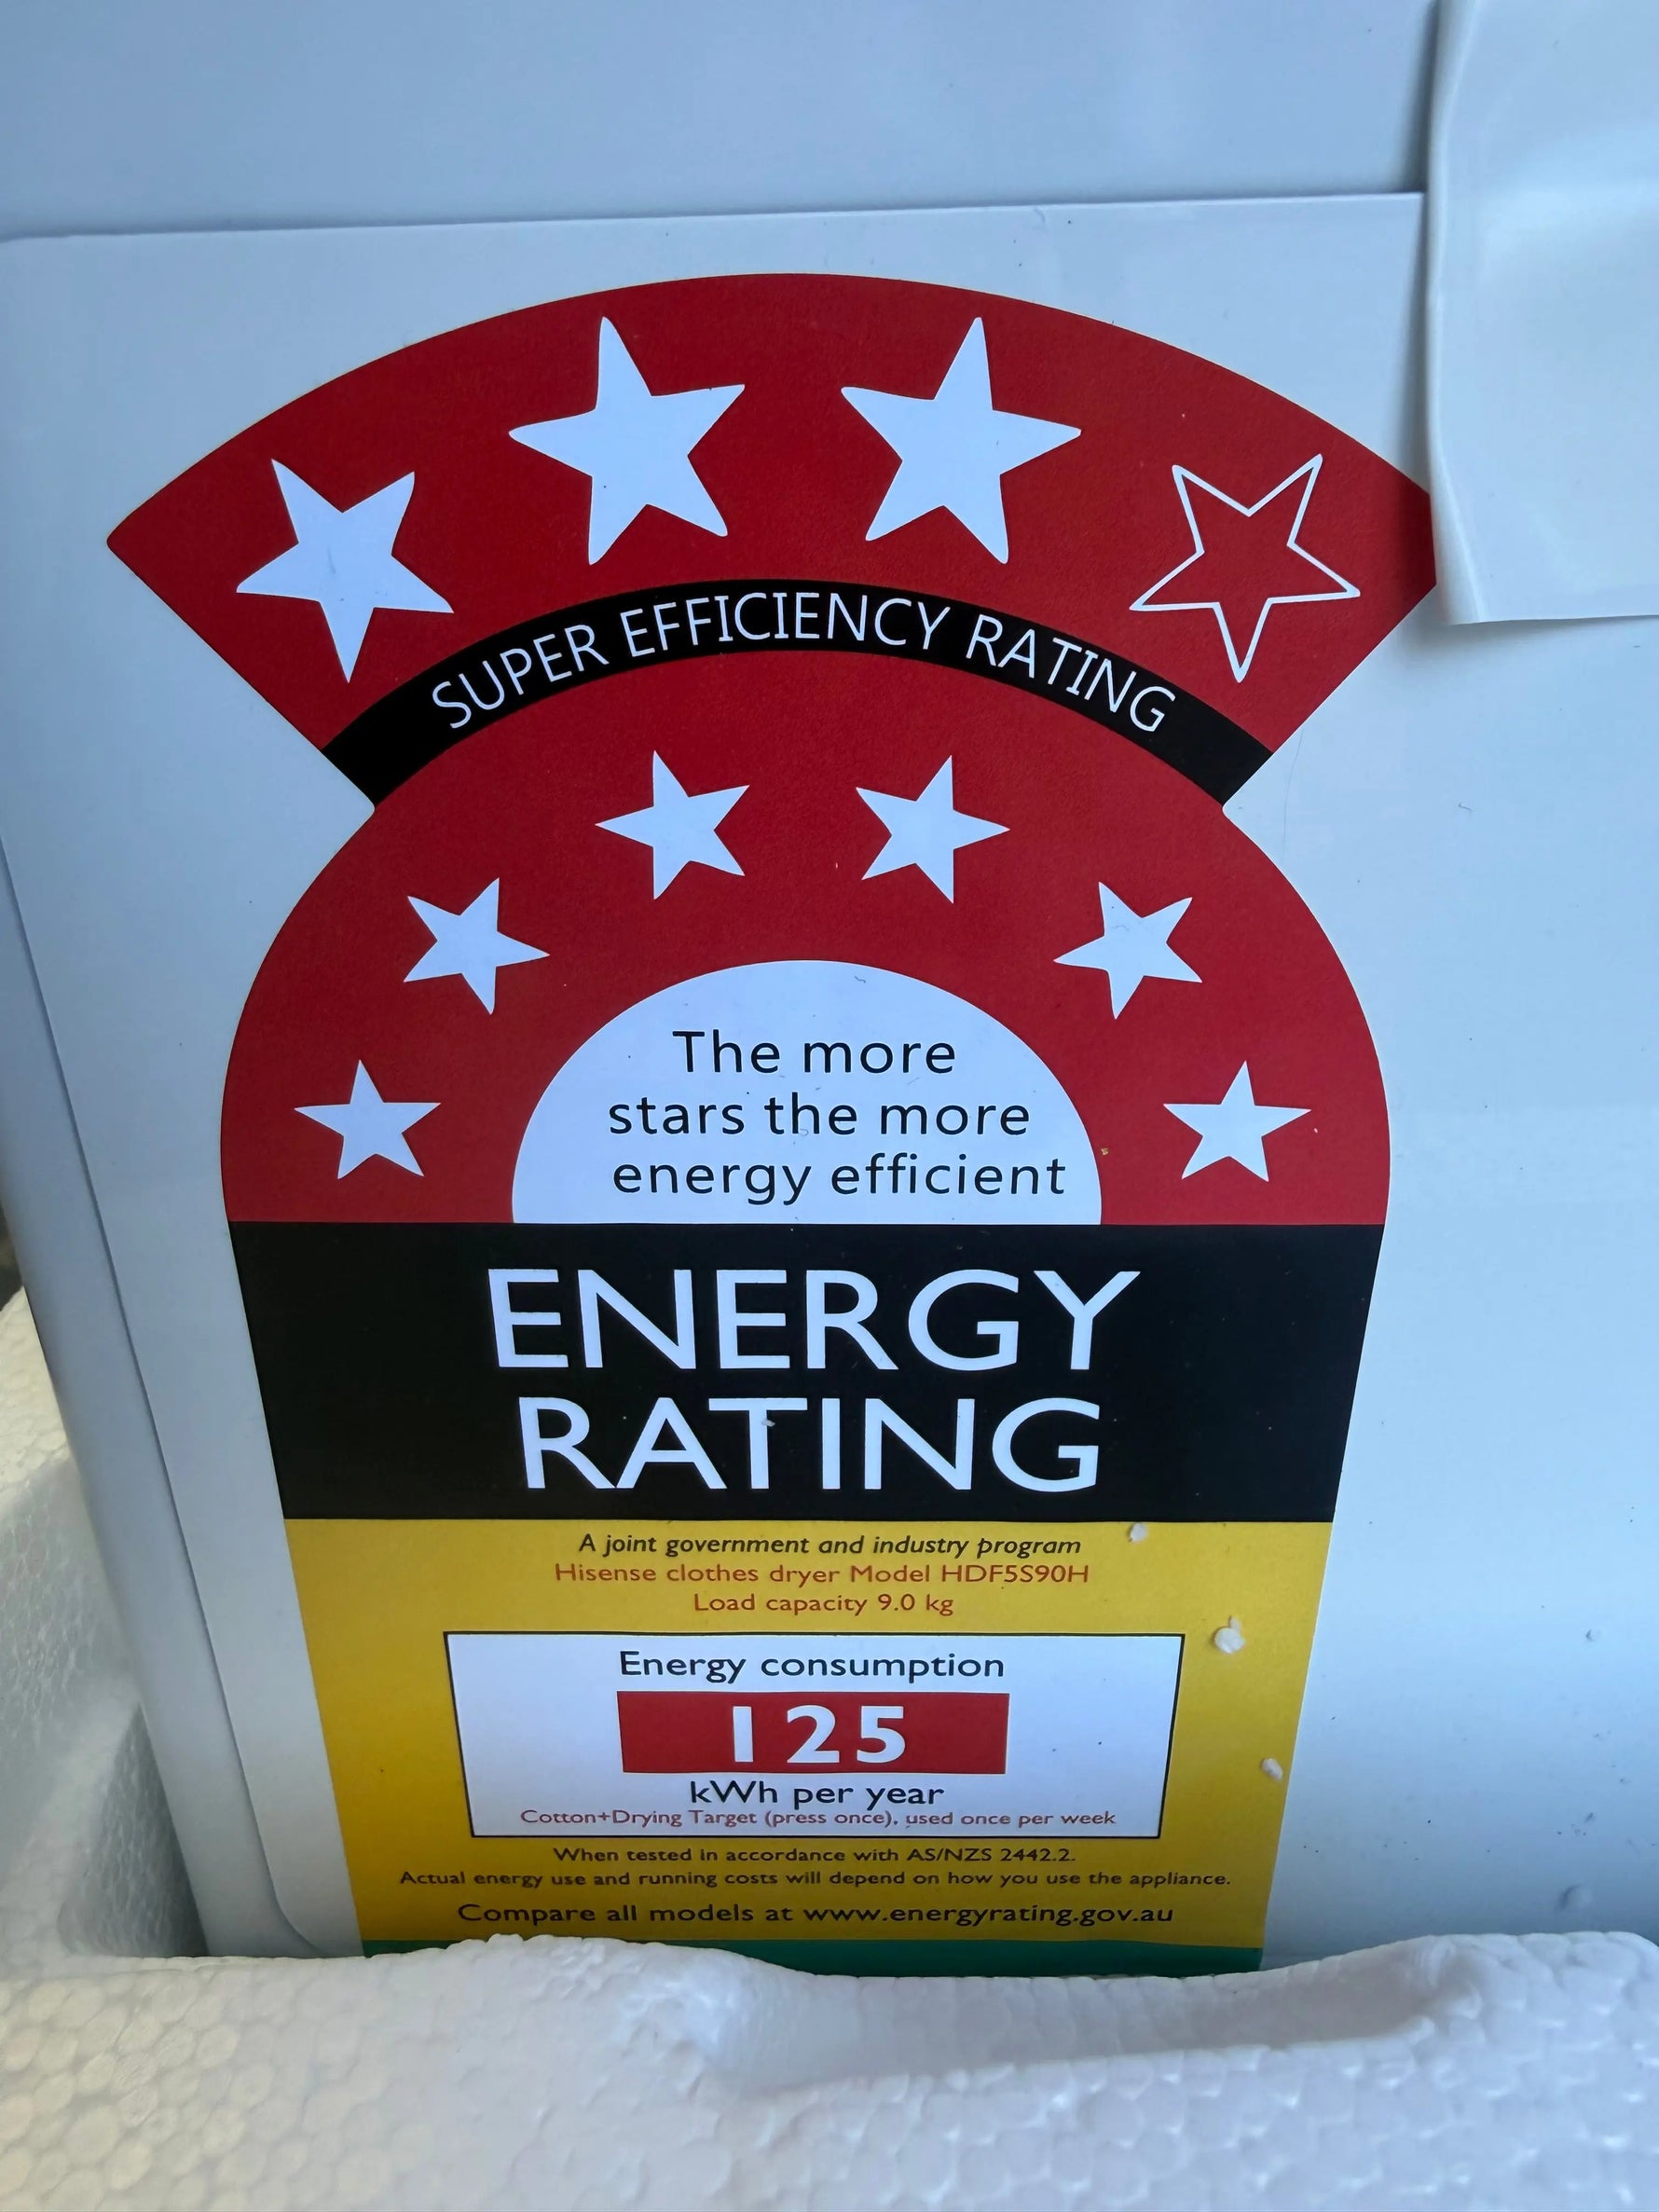 SUPER EFFICIENCY RATING
The more
stars the more
energy efficient
ENERGY
RATING
A joint government and industry program
Hisense clothes dryer Model HDF5S90H
Load capacity 9.0 kg
Energy consumption
125
kWh per year
Cotton+Drying Target (press once), used once per week
When tested in accordance with AS/NZS 2442.2.
Actual energy use and running costs will depend on how you use the appliance.
Compare all models at www.energyrating.gov.au